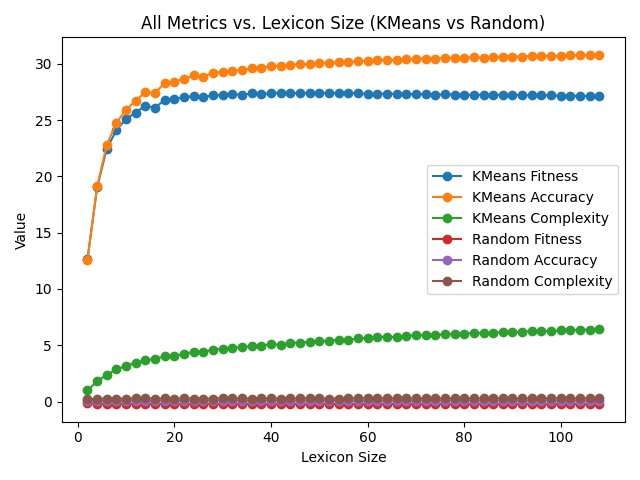 All Metrics vs. Lexicon Size (KMeans vs Random)
Value
30
25
20
15
10
5
0
KMeans Fitness
KMeans Accuracy
KMeans Complexity
Random Fitness
Random Accuracy
Random Complexity
0 20 40 60 80 100
Lexicon Size